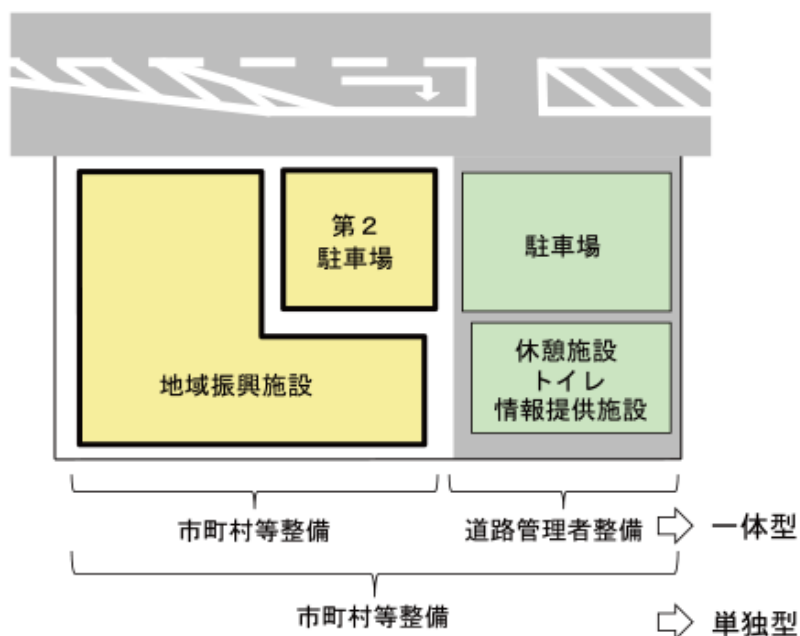 第２
駐車場
駐車場
地域振興施設
休憩施設
トイレ
情報提供施設
市町村等整備
道路管理者整備
一体型
市町村等整備
単独型